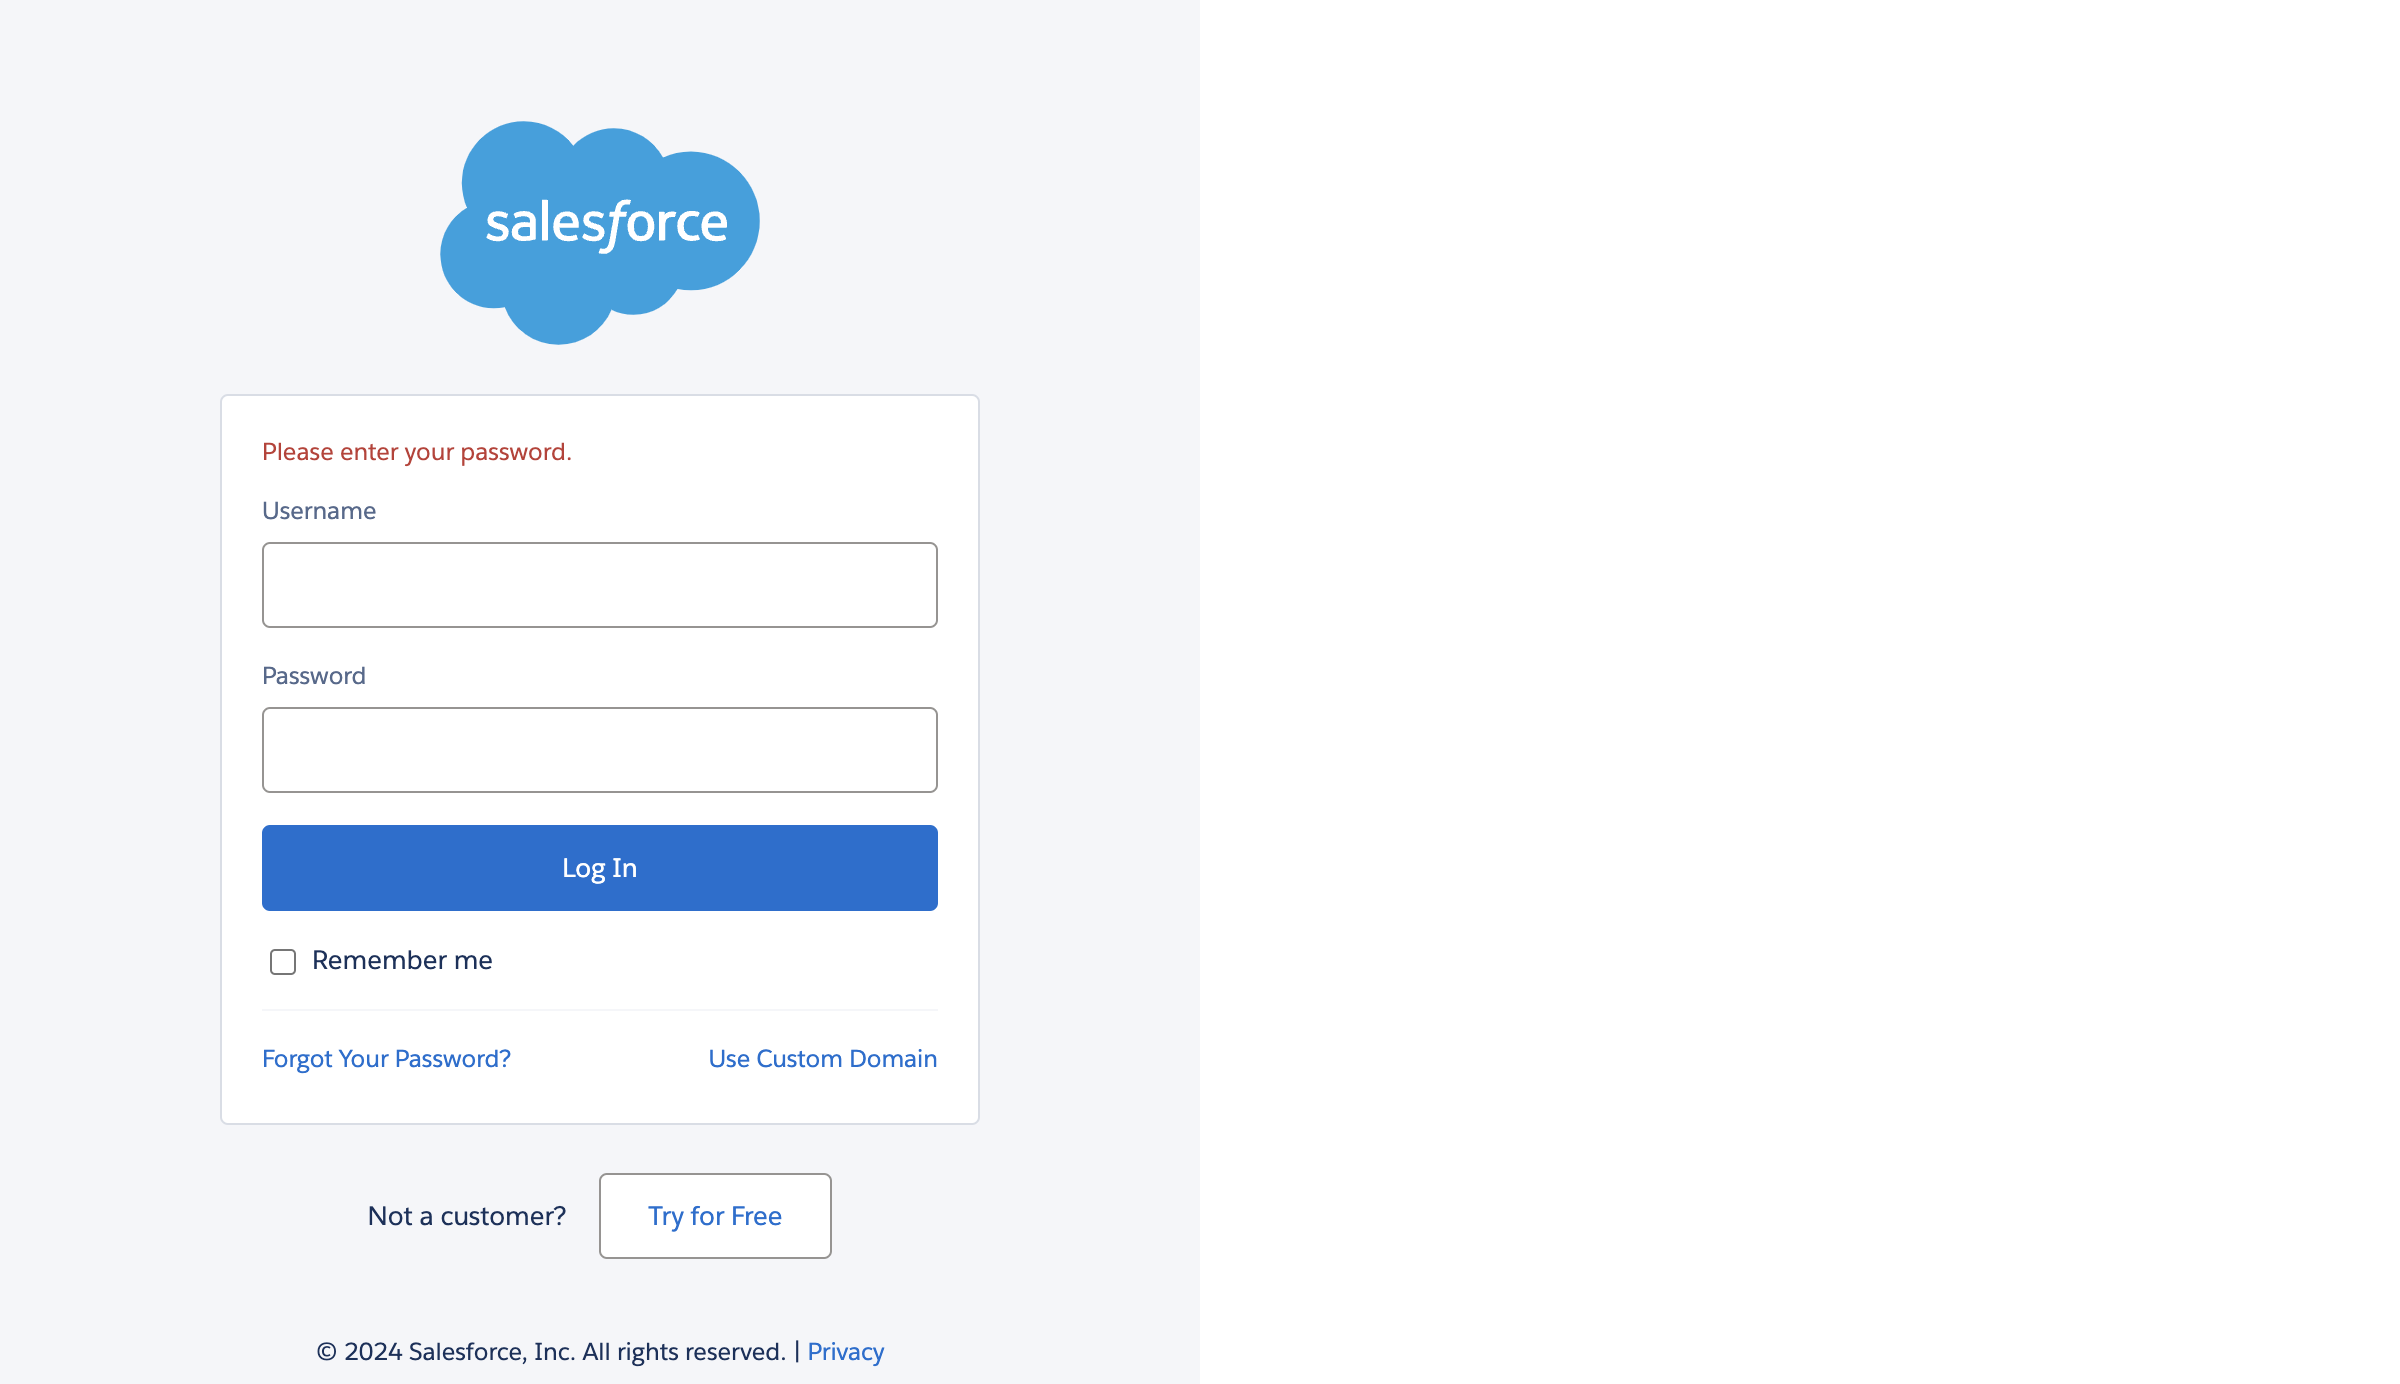 salesforce
Please enter your password.
Username
Password
Log In
Remember me
Forgot Your Password? Use Custom Domain
Not a customer? Try for Free
© 2024 Salesforce, Inc. All rights reserved. | Privacy